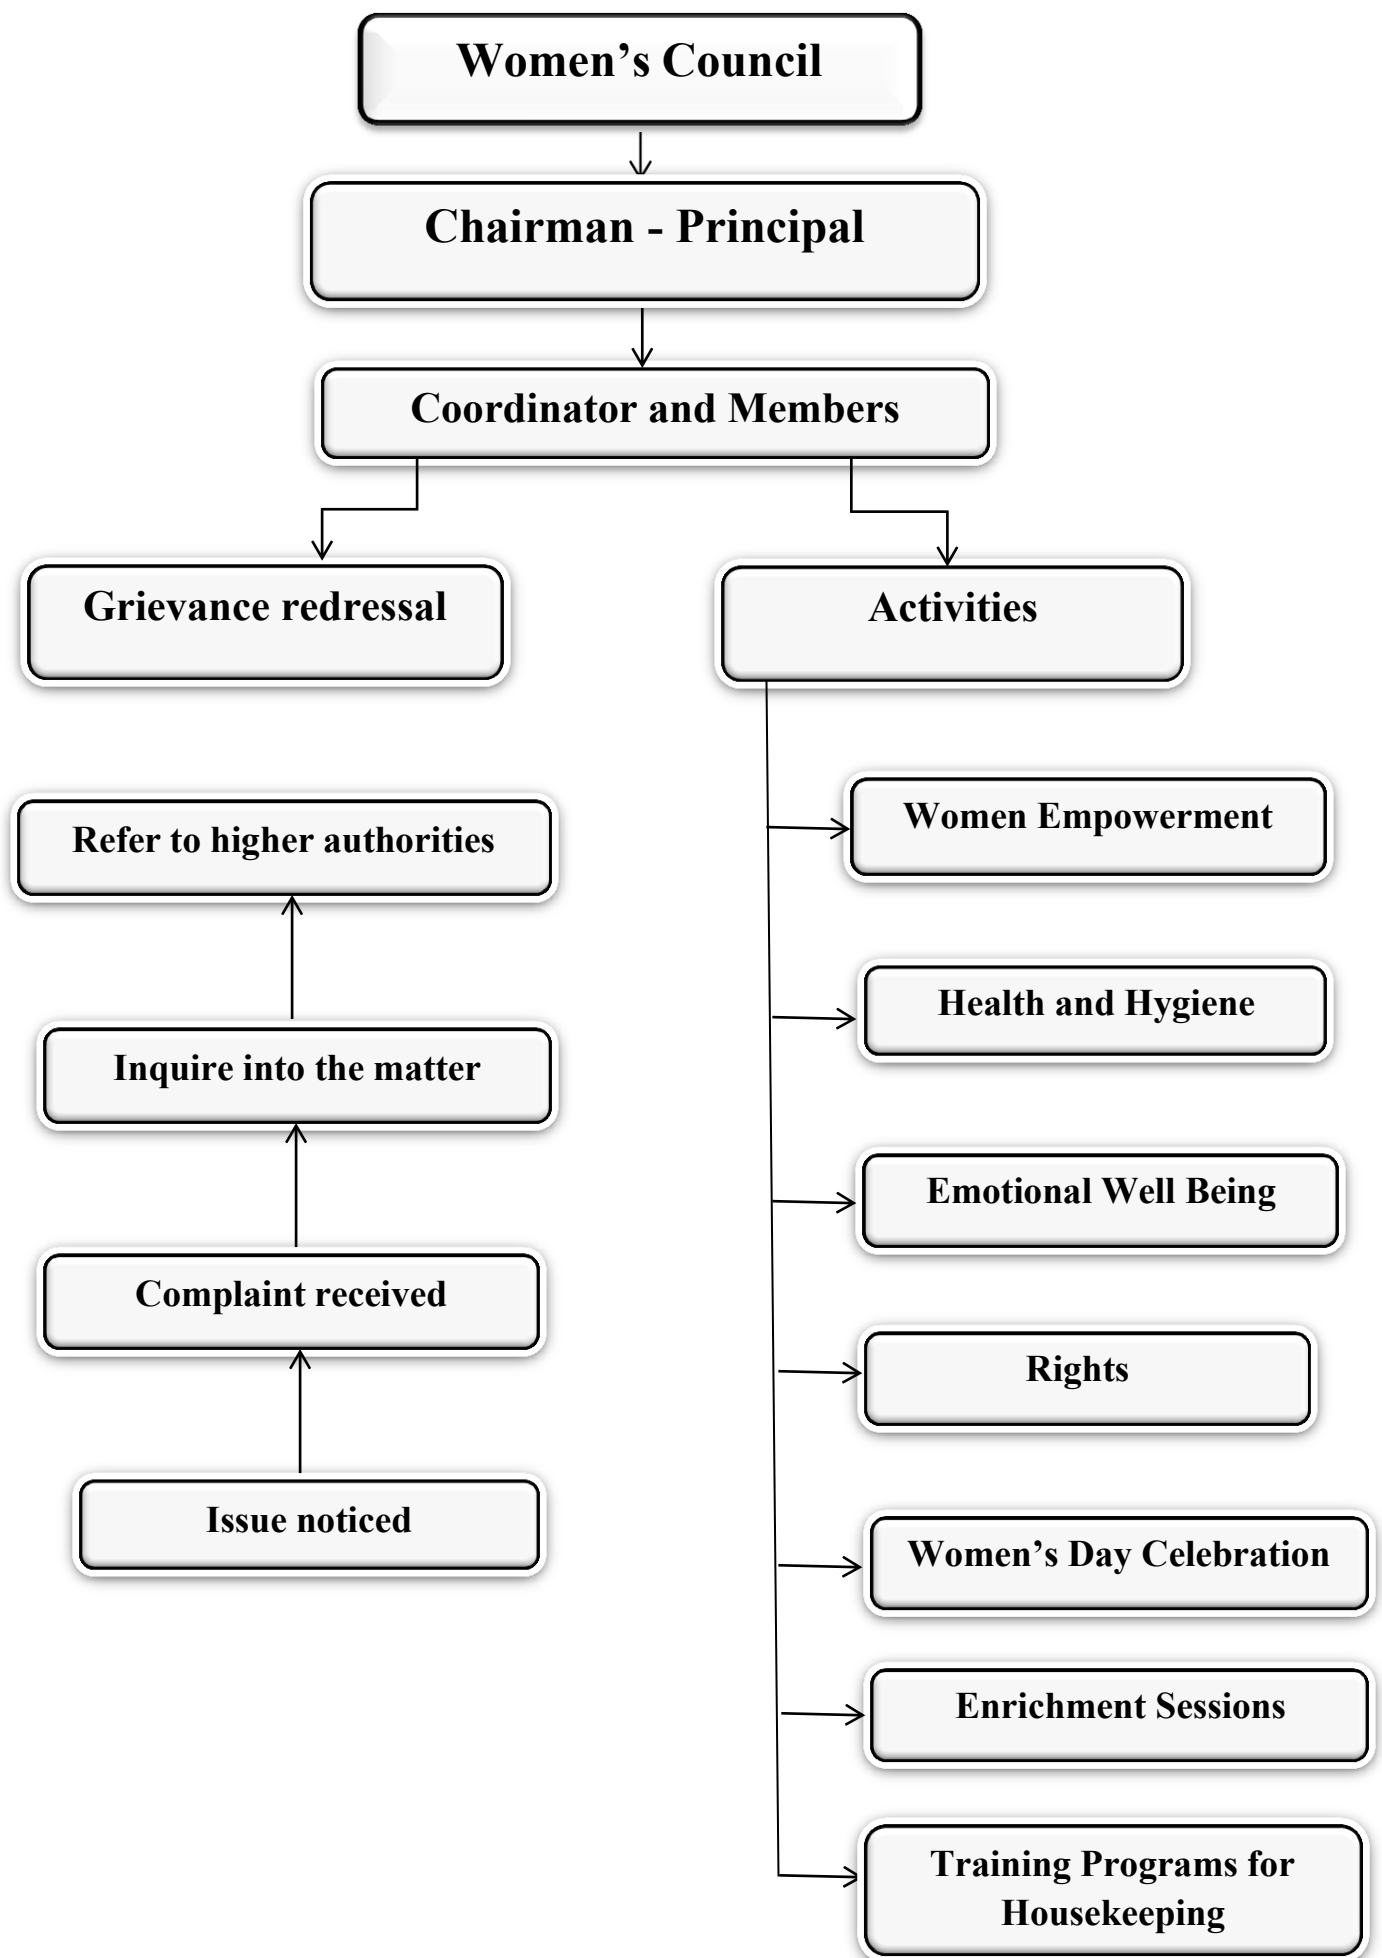 Women’s Council
Chairman - Principal
Coordinator and Members
Grievance redressal
Refer to higher authorities
Inquire into the matter
Complaint received
Issue noticed
Activities
Women Empowerment
Health and Hygiene
Emotional Well Being
Rights
Women’s Day Celebration
Enrichment Sessions
Training Programs for
Housekeeping